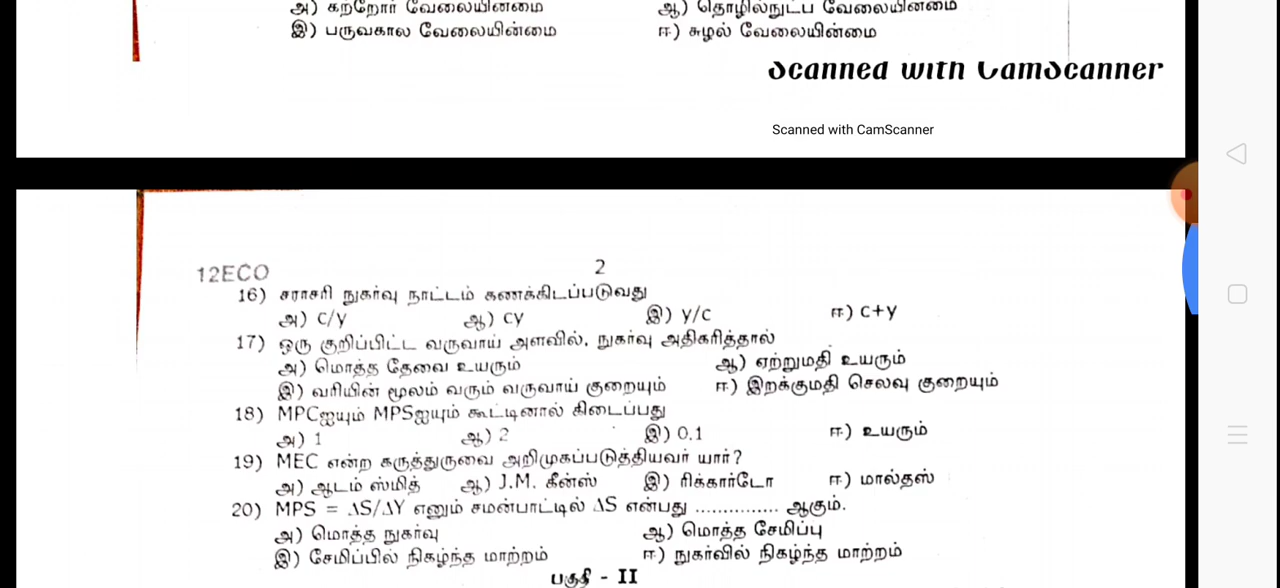 அ) கற்றோர் வேலையின்மை ஆ) தொழில்நுட்ப வேலையின்மை
இ) பருவகால வேலையின்மை ஈ) சுழல் வேலையின்மை
Scanned with CamScanner
Scanned with CamScanner
12ECO 2
16) சராசரி நுகர்வு நாட்டம் கணக்கிடப்படுவது
அ) c/y ஆ) cy இ) y/c ஈ) c+y
17) ஒரு குறிப்பிட்ட வருவாய் அளவில், நுகர்வு அதிகரித்தால்
அ) மொத்த தேவை உயரும் ஆ) ஏற்றுமதி உயரும்
இ) வரியின் மூலம் வரும் வருவாய் குறையும் ஈ) இறக்குமதி செலவு குறையும்
18) MPCஐயும் MPSஐயும் கூட்டினால் கிடைப்பது
அ) 1 ஆ) 2 இ) 0.1 ஈ) உயரும்
19) MEC என்ற கருத்துருவை அறிமுகப்படுத்தியவர் யார்?
அ) ஆடம் ஸ்மித் ஆ) J.M. கீன்ஸ் இ) ரிக்கார்டோ ஈ) மால்தஸ்
20) MPS = ΔS/ΔY எனும் சமன்பாட்டில் ΔS என்பது ............... ஆகும்.
அ) மொத்த நுகர்வு ஆ) மொத்த சேமிப்பு
இ) சேமிப்பில் நிகழ்ந்த மாற்றம் ஈ) நுகர்வில் நிகழ்ந்த மாற்றம்
பகுதி - II